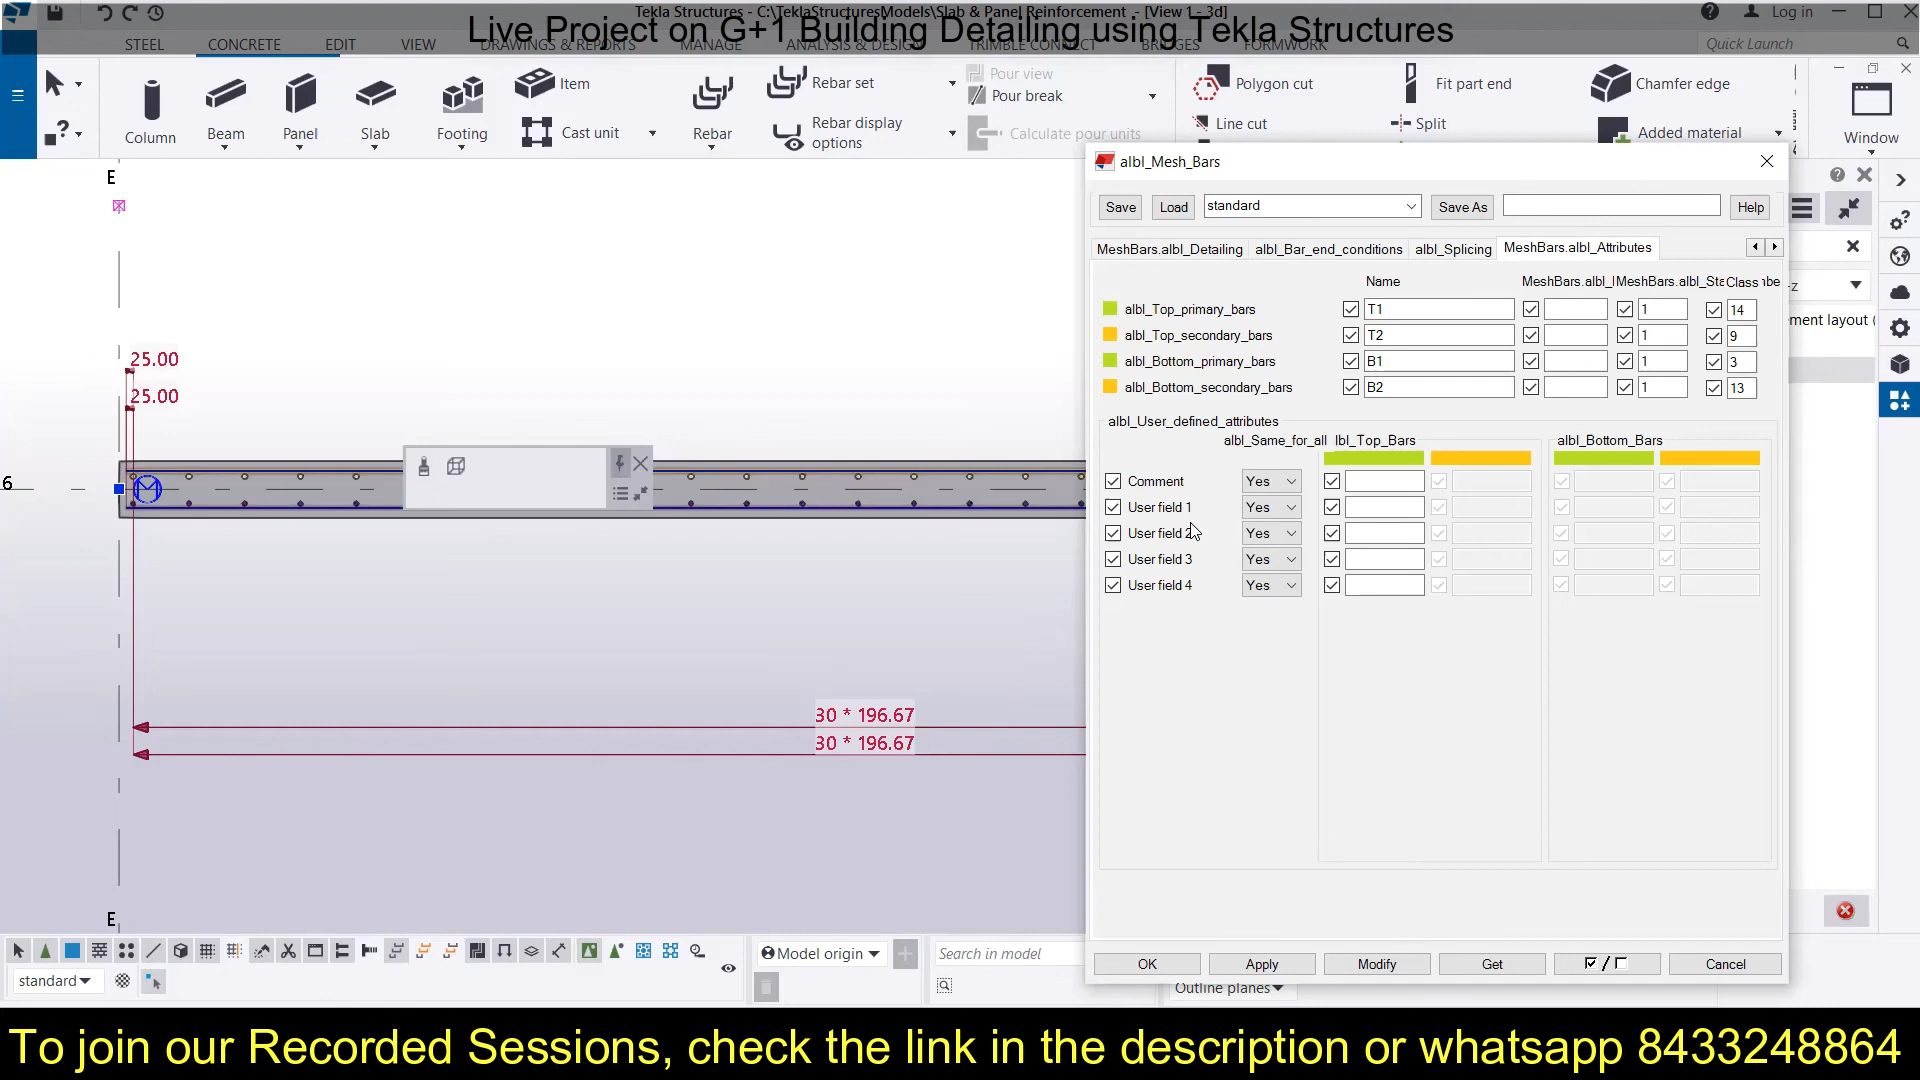 Tekla Structures - C:\TeklaStructuresModels\Slab & Panel Reinforcement - [View 1 - 3d]
Log in
Live Project on G+1 Building Detailing using Tekla Structures
STEEL CONCRETE EDIT VIEW DRAWINGS & REPORTS MANAGE ANALYSIS & DESIGN TRIMBLE CONNECT BRIDGES FORMWORK Quick Launch
Column Beam Panel Slab Footing
Item
Cast unit
Rebar
Rebar set
Rebar display options
Pour view
Pour break
Calculate pour units
Polygon cut
Line cut
Fit part end
Split
Chamfer edge
Added material
Window
E
25.00
25.00
6
30 * 196.67
30 * 196.67
E
albl_Mesh_Bars
Save Load standard Save As Help
MeshBars.albl_Detailing albl_Bar_end_conditions albl_Splicing MeshBars.albl_Attributes
Name MeshBars.albl_ MeshBars.albl_Sta Class
albl_Top_primary_bars T1 1 14
albl_Top_secondary_bars T2 1 9
albl_Bottom_primary_bars B1 1 3
albl_Bottom_secondary_bars B2 1 13
albl_User_defined_attributes
albl_Same_for_all lbl_Top_Bars albl_Bottom_Bars
Comment Yes
User field 1 Yes
User field 2 Yes
User field 3 Yes
User field 4 Yes
OK Apply Modify Get / Cancel
-z
ment layout (
standard
Model origin
Search in model
Outline planes
To join our Recorded Sessions, check the link in the description or whatsapp 8433248864